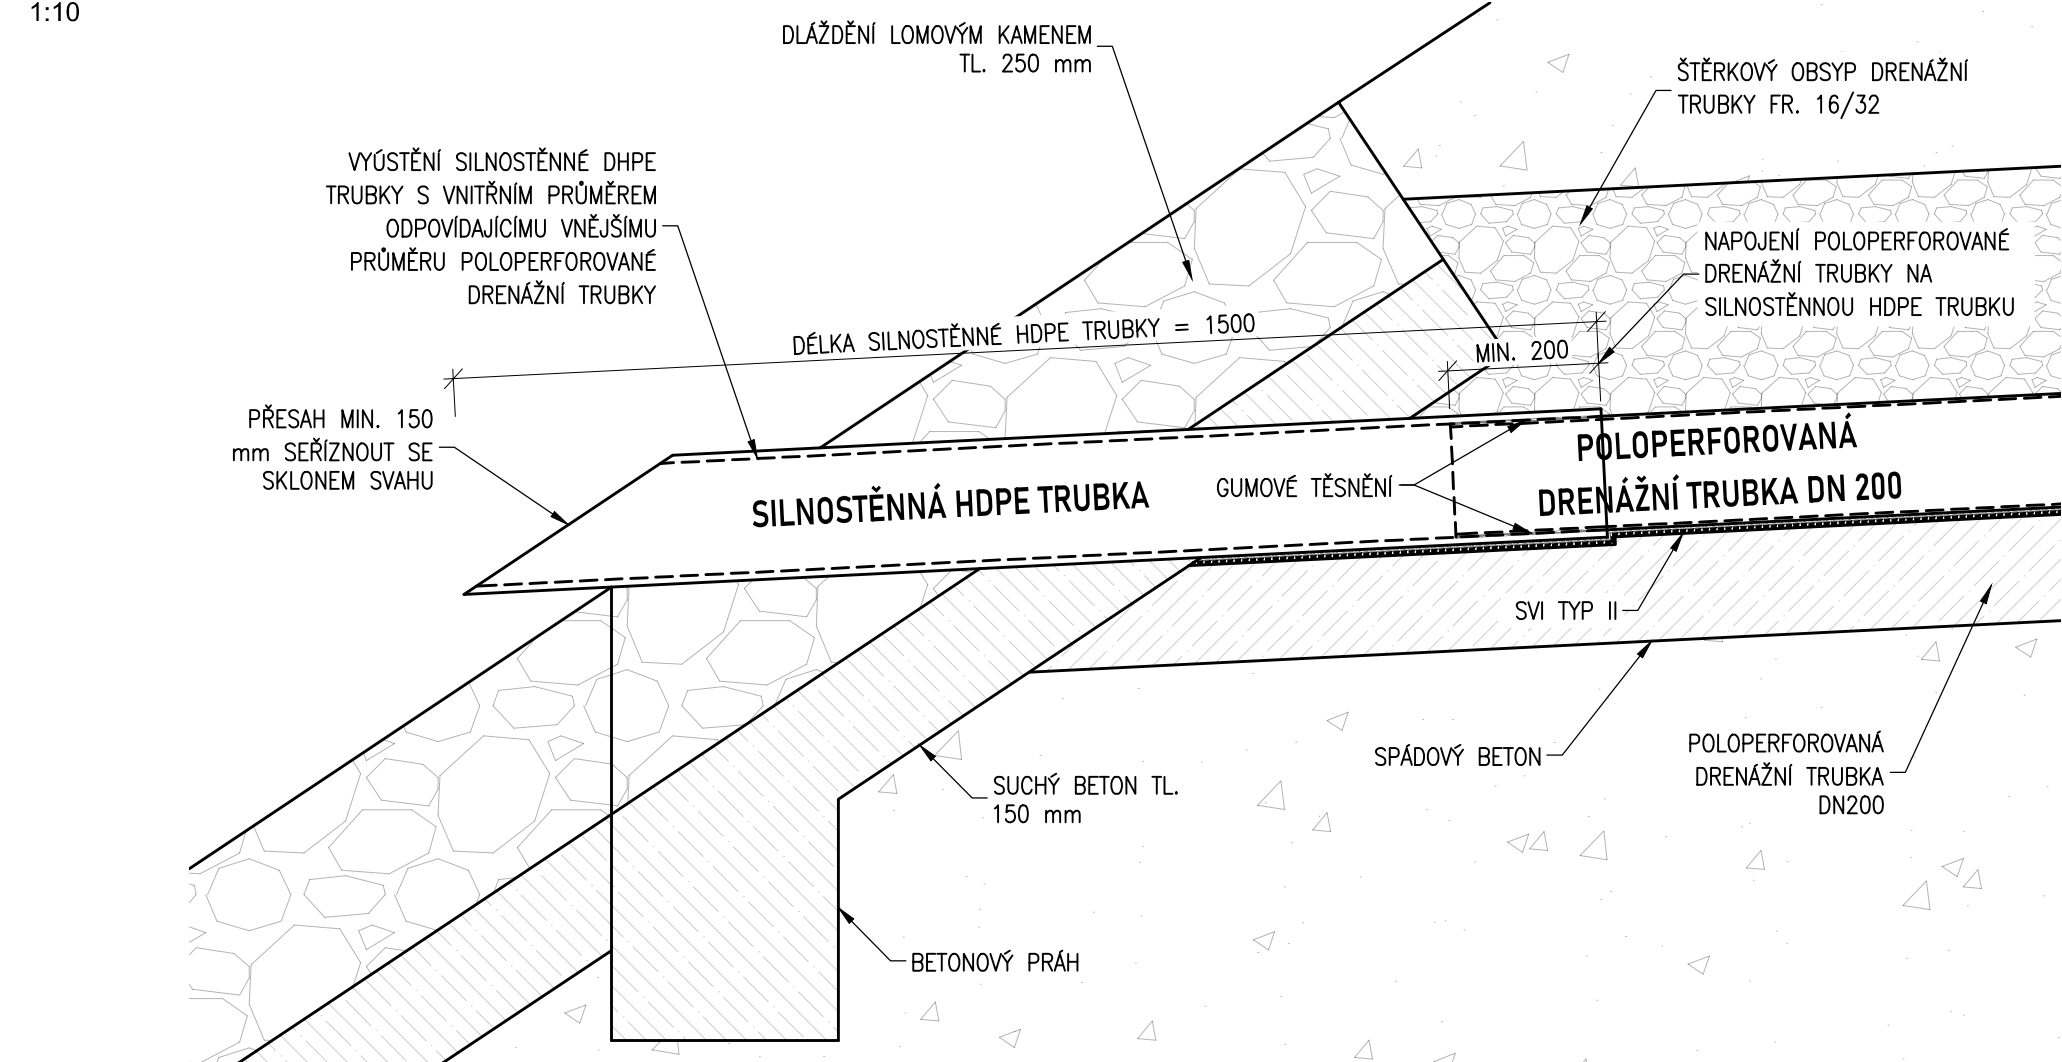 1:10
DLÁŽDĚNÍ LOMOVÝM KAMENEM
TL. 250 mm
ŠTĚRKOVÝ OBSYP DRENÁŽNÍ
TRUBKY FR. 16/32
VYÚSTĚNÍ SILNOSTĚNNÉ DHPE
TRUBKY S VNITŘNÍM PRŮMĚREM
ODPOVÍDAJÍCÍMU VNĚJŠÍMU
PRŮMĚRU POLOPERFOROVANÉ
DRENÁŽNÍ TRUBKY
NAPOJENÍ POLOPERFOROVANÉ
DRENÁŽNÍ TRUBKY NA
SILNOSTĚNNOU HDPE TRUBKU
DÉLKA SILNOSTĚNNÉ HDPE TRUBKY = 1500
MIN. 200
PŘESAH MIN. 150
mm SEŘÍZNOUT SE
SKLONEM SVAHU
POLOPERFOROVANÁ
DRENÁŽNÍ TRUBKA DN 200
GUMOVÉ TĚSNĚNÍ
SILNOSTĚNNÁ HDPE TRUBKA
SVI TYP II
SPÁDOVÝ BETON
POLOPERFOROVANÁ
DRENÁŽNÍ TRUBKA
DN200
SUCHÝ BETON TL.
150 mm
BETONOVÝ PRÁH